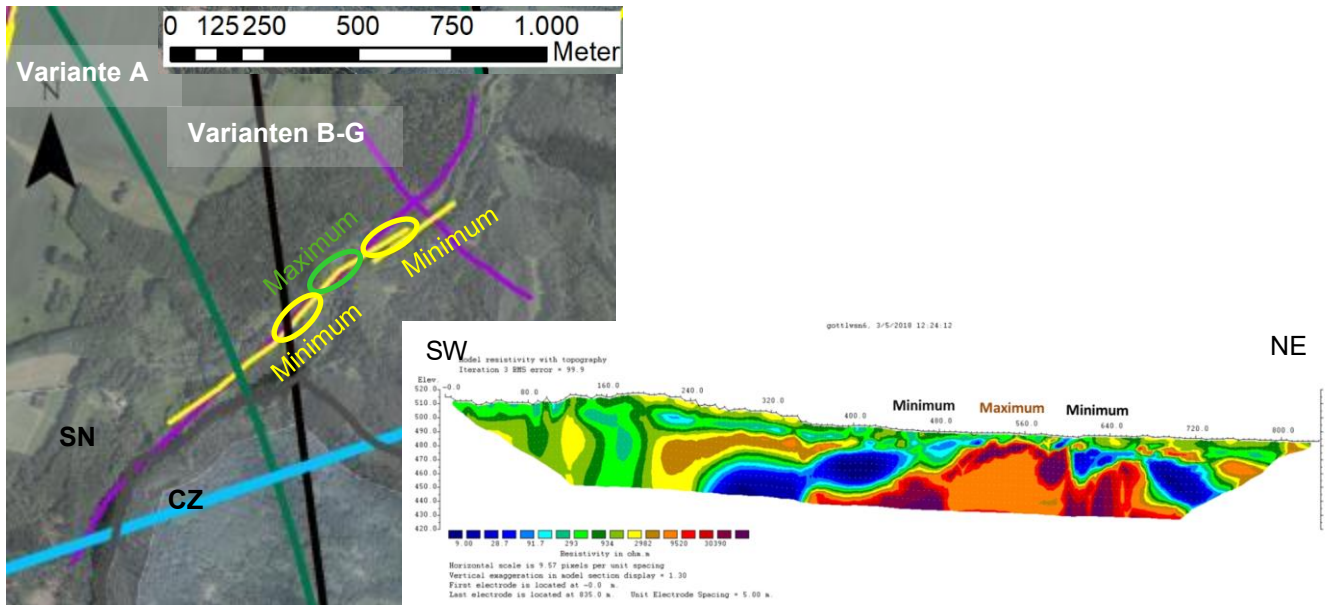 0 125 250 500 750 1.000
Meter
Variante A
N
Varianten B-G
Maximum
Minimum
Minimum
SN
CZ
gottlwsn6, 3/5/2018 12:24:12
SW
NE
Model resistivity with topography
Iteration 3 RMS error = 99.9
Elev.
520.0
510.0
500.0
490.0
480.0
470.0
460.0
450.0
440.0
430.0
420.0
-0.0 80.0 160.0 240.0 320.0 400.0 480.0 560.0 640.0 720.0 800.0
Minimum Maximum Minimum
9.00 28.7 91.7 293 934 2982 9520 30390
Resistivity in ohm.m
Horizontal scale is 9.57 pixels per unit spacing
Vertical exaggeration in model section display = 1.30
First electrode is located at -0.0 m.
Last electrode is located at 835.0 m. Unit Electrode Spacing = 5.00 m.